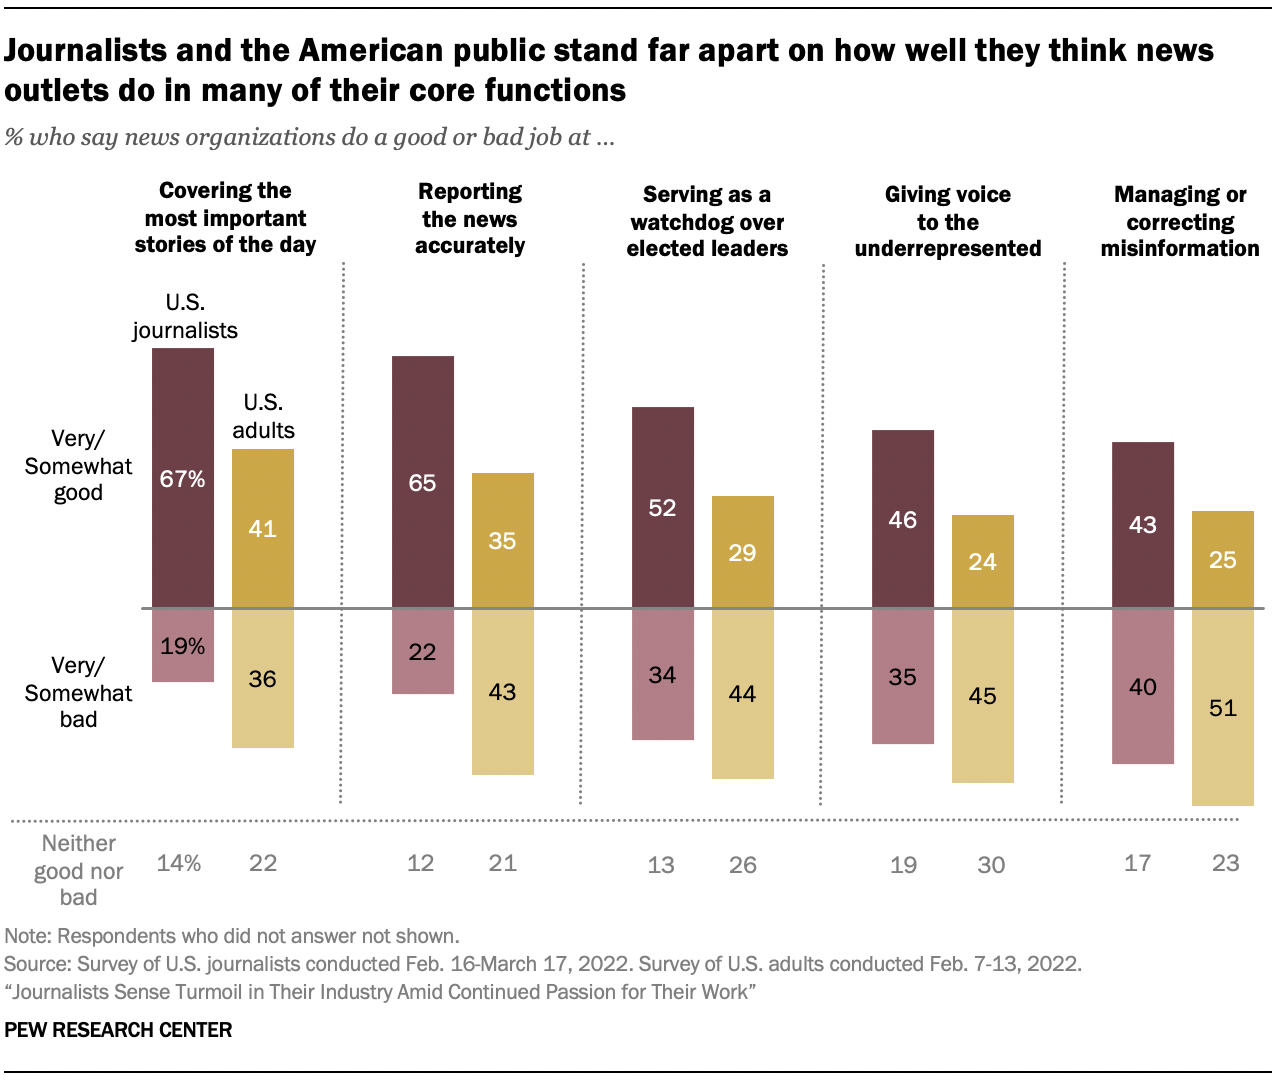 Journalists and the American public stand far apart on how well they think news
outlets do in many of their core functions
% who say news organizations do a good or bad job at ...
Covering the
most important
stories of the day
Reporting
the news
accurately
Serving as a
watchdog over
elected leaders
Giving voice
to the
underrepresented
Managing or
correcting
misinformation
U.S.
journalists
U.S.
adults
Very/
Somewhat
good
67%
41
65
35
52
29
46
24
43
25
Very/
Somewhat
bad
19%
36
22
43
34
44
35
45
40
51
Neither
good nor
bad
14%
22
12
21
13
26
19
30
17
23
Note: Respondents who did not answer not shown.
Source: Survey of U.S. journalists conducted Feb. 16-March 17, 2022. Survey of U.S. adults conducted Feb. 7-13, 2022.
“Journalists Sense Turmoil in Their Industry Amid Continued Passion for Their Work”
PEW RESEARCH CENTER